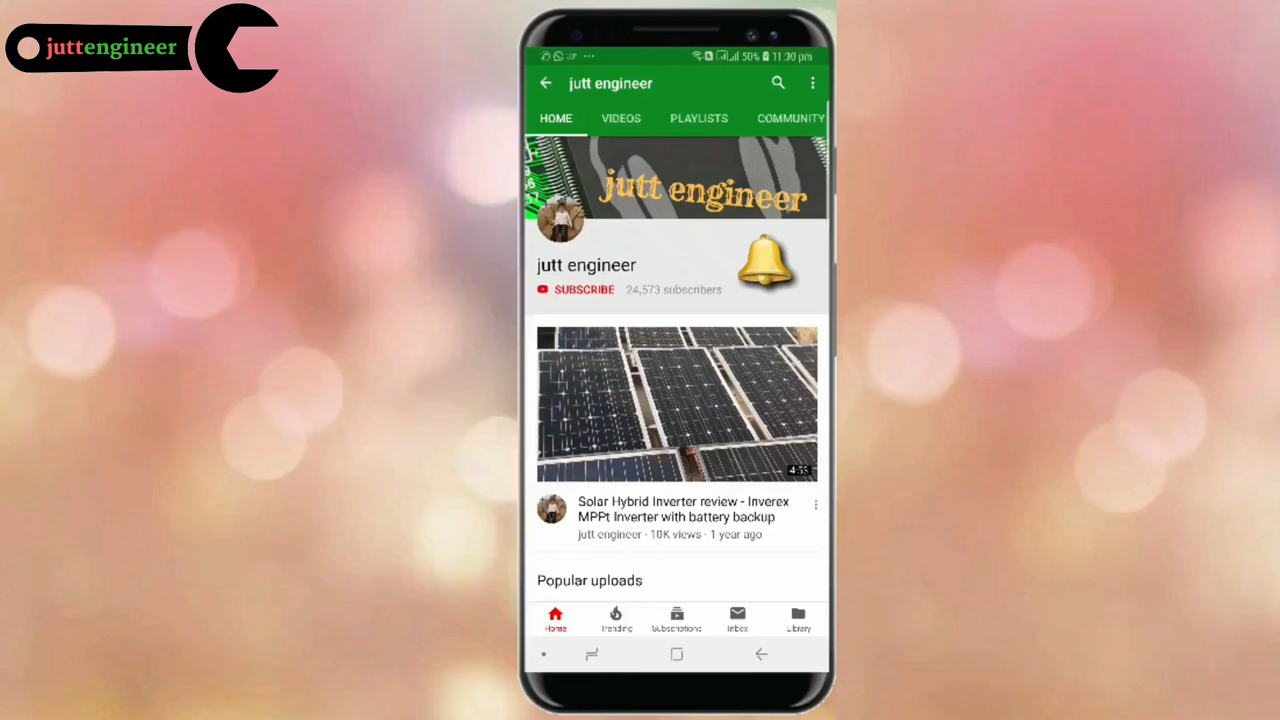 juttengineer
50% 11:30 pm
jutt engineer
HOME VIDEOS PLAYLISTS COMMUNITY
jutt engineer
jutt engineer
SUBSCRIBE 24,573 subscribers
4:53
Solar Hybrid Inverter review - Inverex
MPPt Inverter with battery backup
jutt engineer · 10K views · 1 year ago
Popular uploads
Home Trending Subscriptions Inbox Library